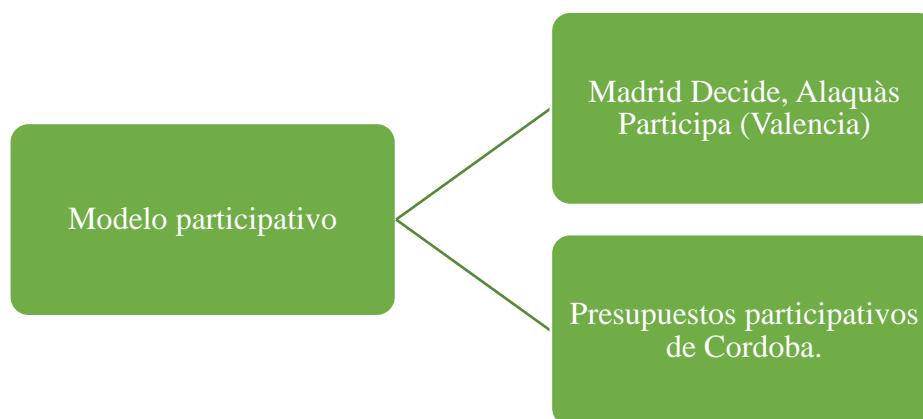 Madrid Decide, Alaquàs
Participa (Valencia)
Modelo participativo
Presupuestos participativos
de Cordoba.